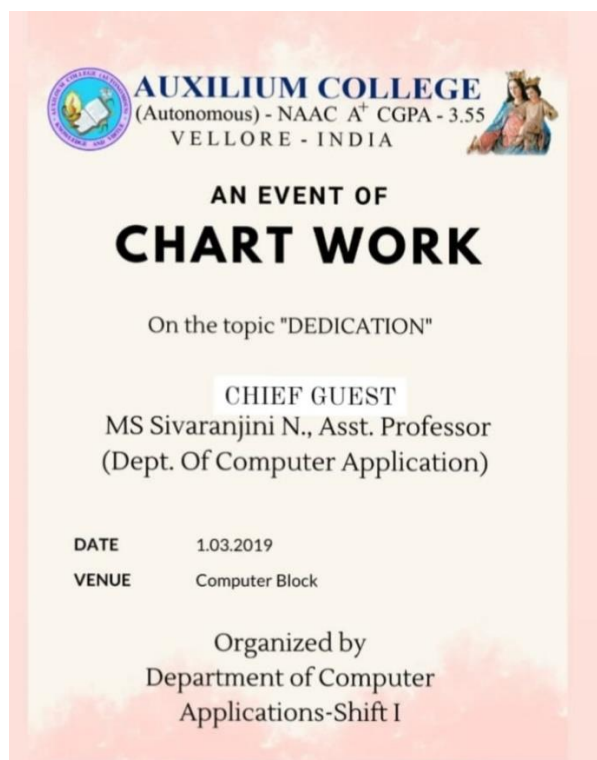 AUXILIUM COLLEGE
(Autonomous) - NAAC A+ CGPA - 3.55
VELLORE - INDIA
AN EVENT OF
CHART WORK
On the topic "DEDICATION"
CHIEF GUEST
MS Sivaranjini N., Asst. Professor
(Dept. Of Computer Application)
DATE 1.03.2019
VENUE Computer Block
Organized by
Department of Computer
Applications-Shift I